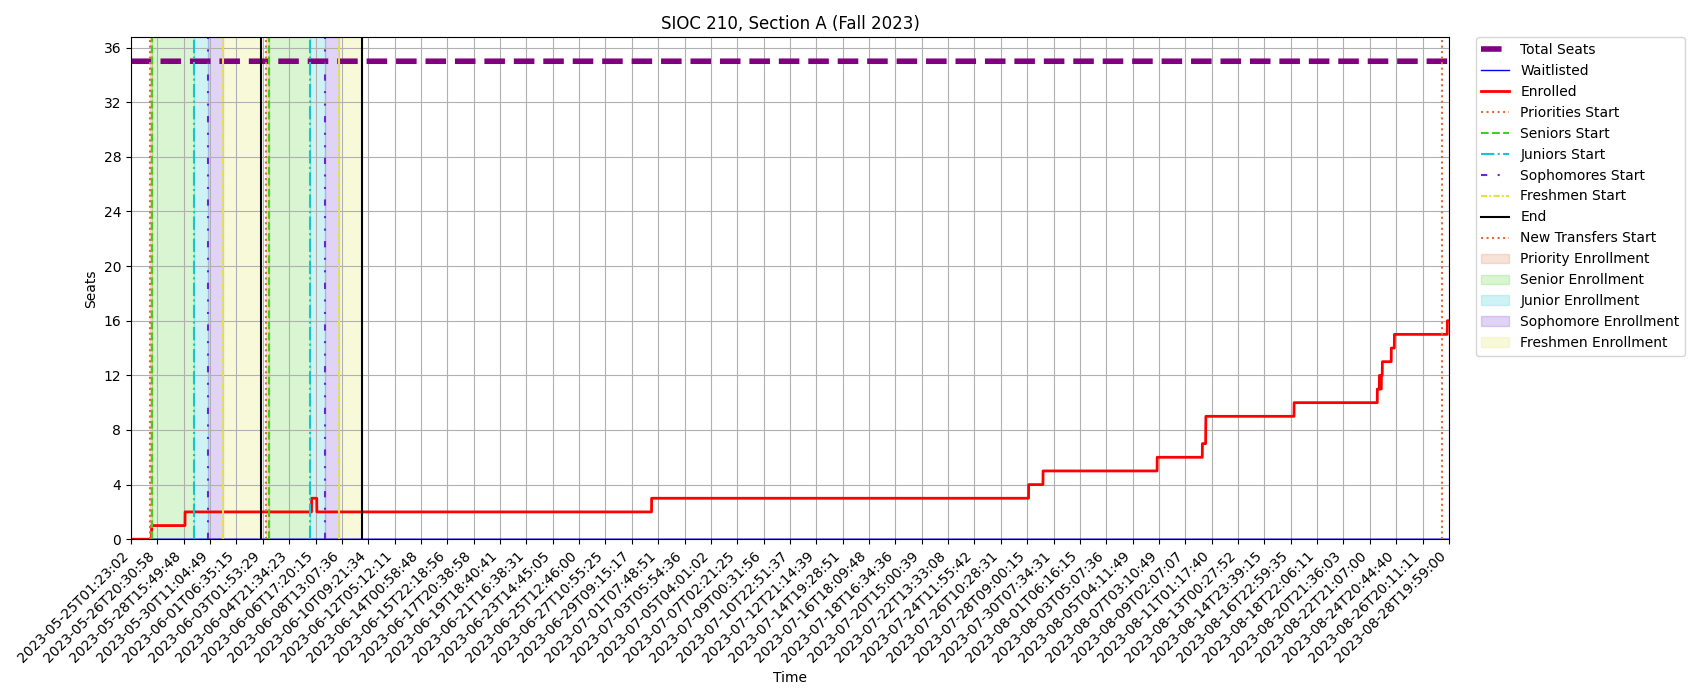 SIOC 210, Section A (Fall 2023)
Seats
36
32
28
24
20
16
12
8
4
0
2023-05-25T01:23:02
2023-05-26T20:30:58
2023-05-28T15:49:48
2023-05-30T11:04:49
2023-06-01T06:35:15
2023-06-03T01:53:29
2023-06-04T21:34:23
2023-06-06T17:20:15
2023-06-08T13:07:36
2023-06-10T09:21:34
2023-06-12T05:12:11
2023-06-14T00:58:48
2023-06-15T22:18:56
2023-06-17T20:38:58
2023-06-19T18:40:41
2023-06-21T16:38:31
2023-06-23T14:45:05
2023-06-25T12:46:00
2023-06-27T10:55:25
2023-06-29T09:15:17
2023-07-01T07:48:51
2023-07-03T05:54:36
2023-07-05T04:01:02
2023-07-07T02:21:25
2023-07-09T00:31:56
2023-07-10T22:51:37
2023-07-12T21:14:39
2023-07-14T19:28:51
2023-07-16T18:09:48
2023-07-18T16:34:36
2023-07-20T15:00:39
2023-07-22T13:33:08
2023-07-24T11:55:42
2023-07-26T10:28:31
2023-07-28T09:00:15
2023-07-30T07:34:31
2023-08-01T06:16:15
2023-08-03T05:07:36
2023-08-05T04:11:49
2023-08-07T03:10:49
2023-08-09T02:07:07
2023-08-11T01:17:40
2023-08-13T00:27:52
2023-08-14T23:39:15
2023-08-16T22:59:35
2023-08-18T22:06:11
2023-08-20T21:36:03
2023-08-22T21:07:00
2023-08-24T20:44:40
2023-08-26T20:11:11
2023-08-28T19:59:00
Time
Total Seats
Waitlisted
Enrolled
Priorities Start
Seniors Start
Juniors Start
Sophomores Start
Freshmen Start
End
New Transfers Start
Priority Enrollment
Senior Enrollment
Junior Enrollment
Sophomore Enrollment
Freshmen Enrollment